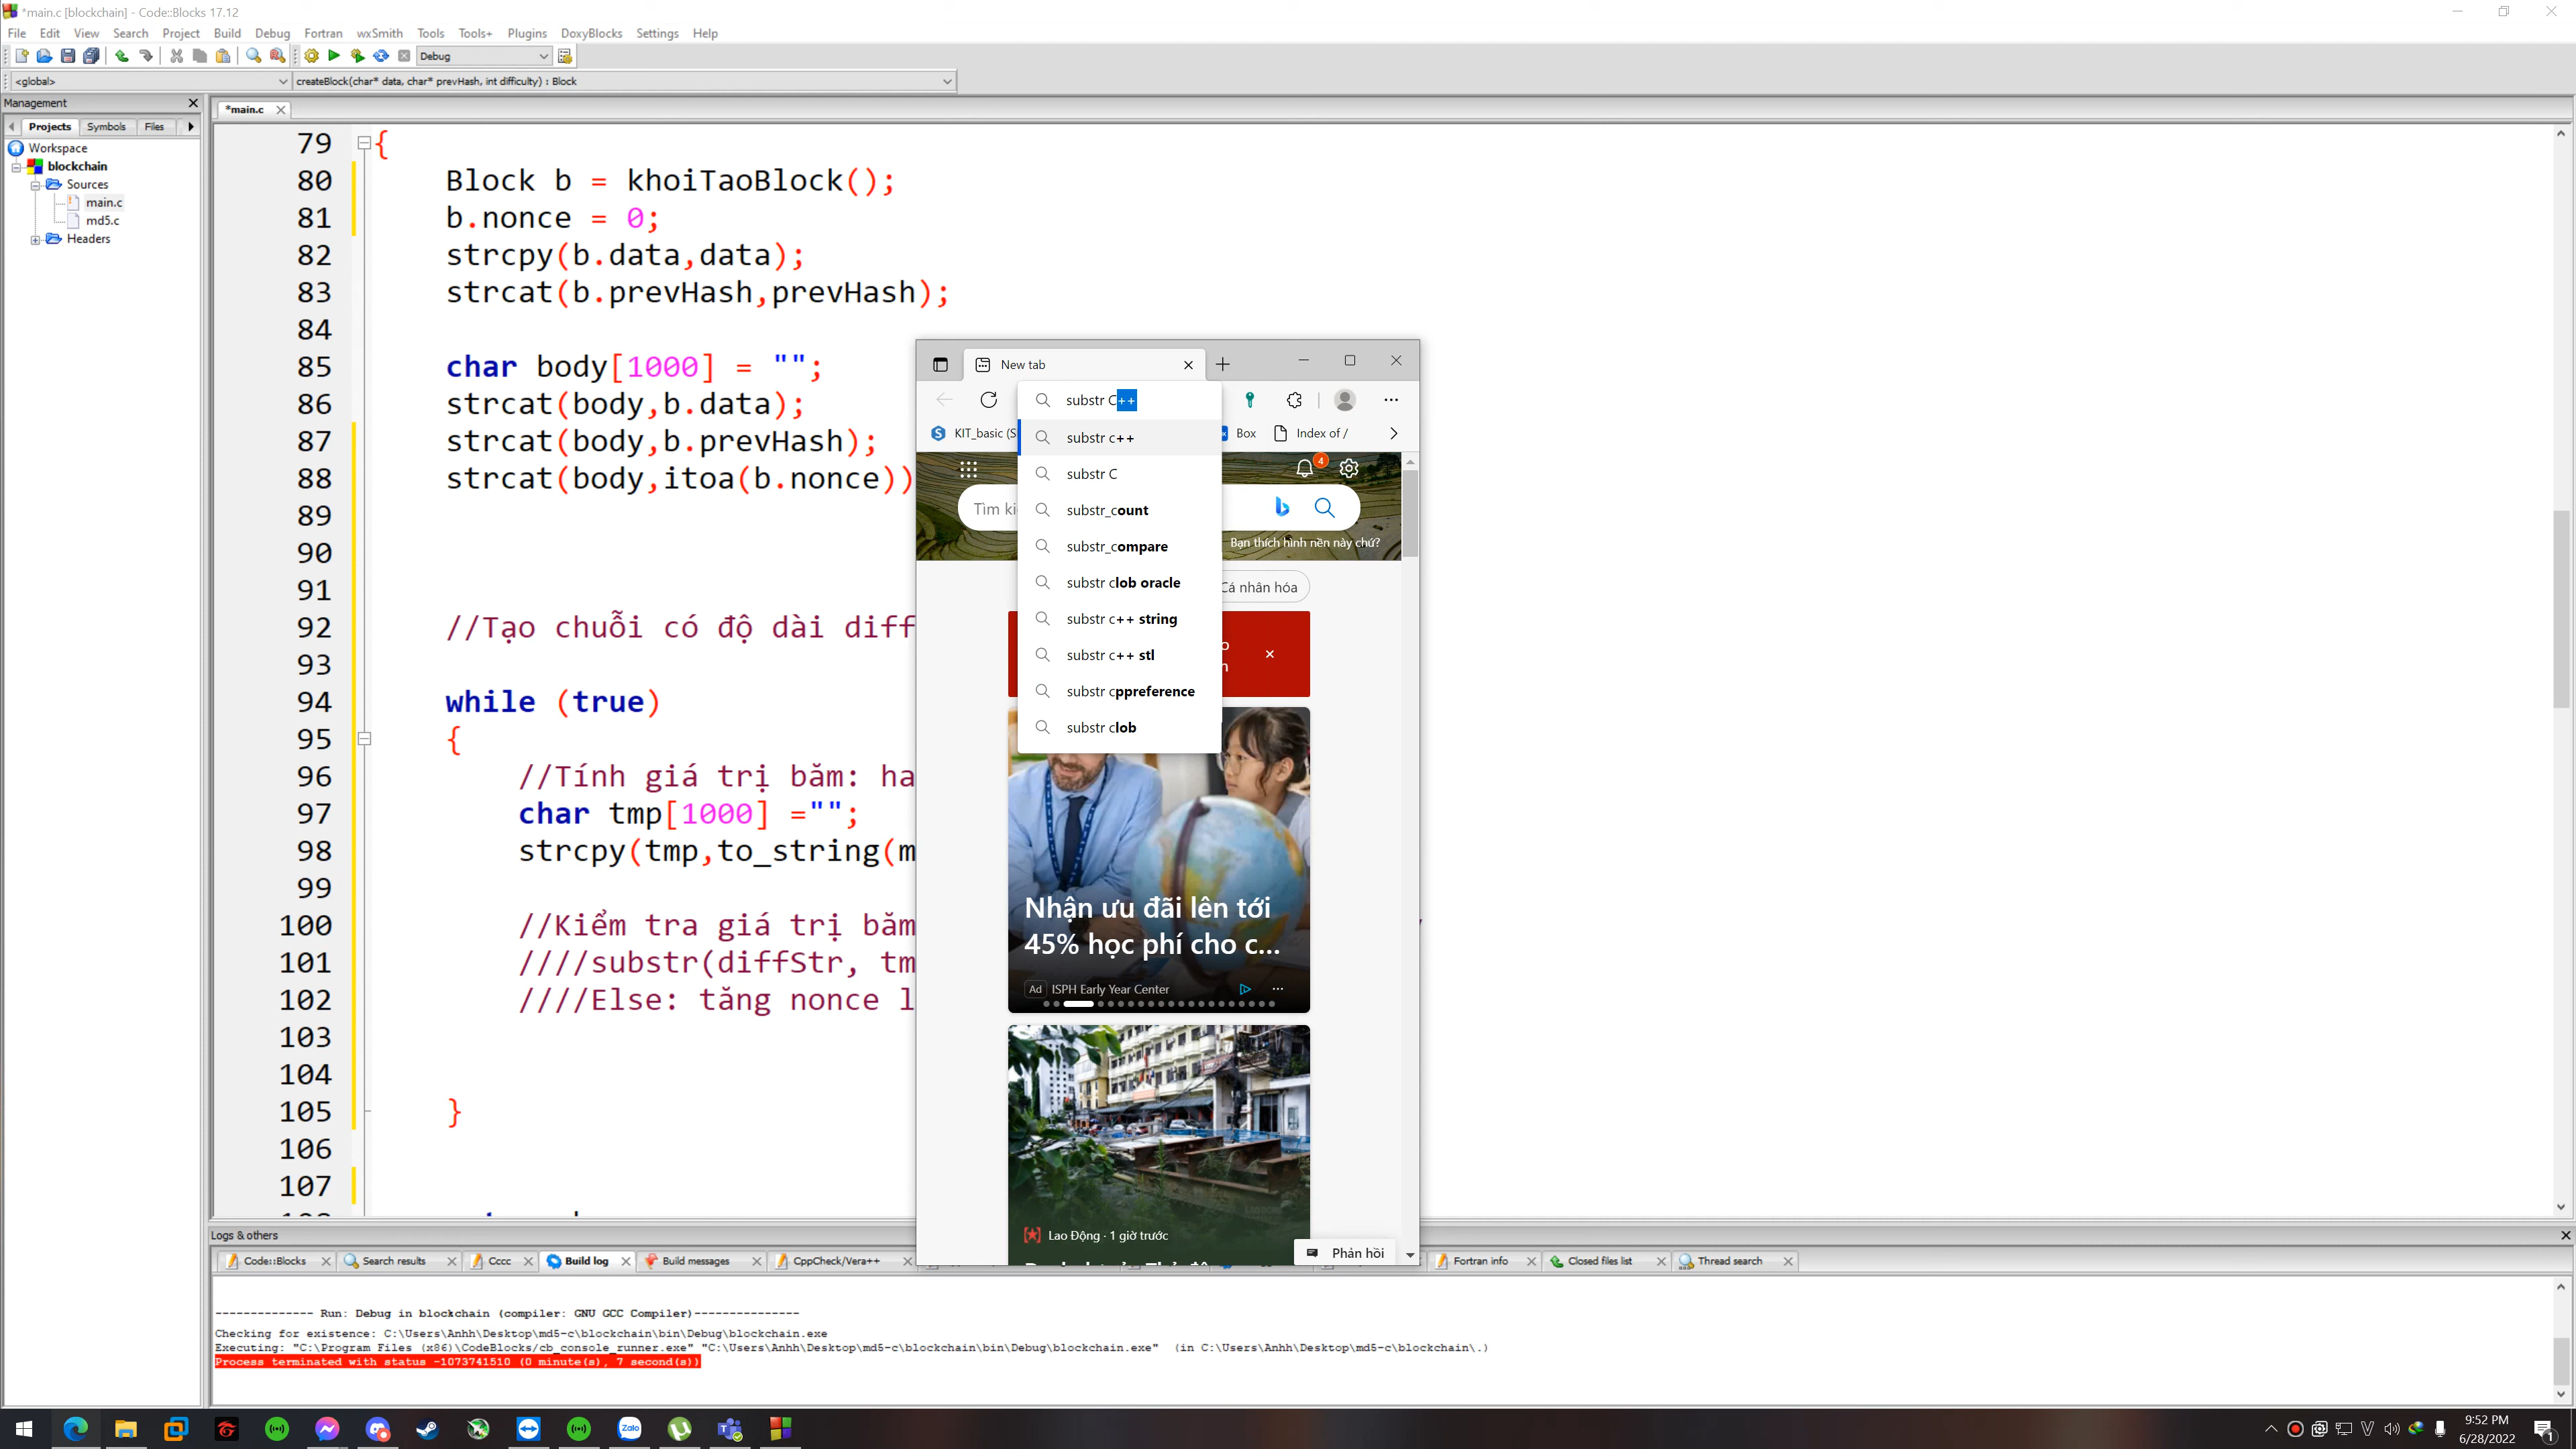 *main.c [blockchain] - Code::Blocks 17.12
File Edit View Search Project Build Debug Fortran wxSmith Tools Tools+ Plugins DoxyBlocks Settings Help
Debug
<global>
createBlock(char* data, char* prevHash, int difficulty) : Block
Management
*main.c
Projects Symbols Files
Workspace
blockchain
Sources
main.c
md5.c
Headers
79 {
80 Block b = khoiTaoBlock();
81 b.nonce = 0;
82 strcpy(b.data,data);
83 strcat(b.prevHash,prevHash);
84
85 char body[1000] = "";
86 strcat(body,b.data);
87 strcat(body,b.prevHash);
88 strcat(body,itoa(b.nonce))
89
90
91
92 //Tạo chuỗi có độ dài diff
93
94 while (true)
95 {
96 //Tính giá trị băm: ha
97 char tmp[1000] ="";
98 strcpy(tmp,to_string(m
99
100 //Kiểm tra giá trị băm
101 ////substr(diffStr, tm
102 ////Else: tăng nonce l
103
104
105 }
106
107
New tab
substr C++
KIT_basic (S
Box
Index of /
substr c++
substr C
substr_count
substr_compare
substr clob oracle
substr c++ string
substr c++ stl
substr cppreference
substr clob
4
Tìm ki
Bạn thích hình nền này chứ?
Cá nhân hóa
Nhận ưu đãi lên tới
45% học phí cho c...
Ad ISPH Early Year Center
Lao Động · 1 giờ trước
Phản hồi
Logs & others
Code::Blocks
Search results
Cccc
Build log
Build messages
CppCheck/Vera++
Fortran info
Closed files list
Thread search
-------------- Run: Debug in blockchain (compiler: GNU GCC Compiler)---------------
Checking for existence: C:\Users\Anhh\Desktop\md5-c\blockchain\bin\Debug\blockchain.exe
Executing: "C:\Program Files (x86)\CodeBlocks/cb_console_runner.exe" "C:\Users\Anhh\Desktop\md5-c\blockchain\bin\Debug\blockchain.exe"  (in C:\Users\Anhh\Desktop\md5-c\blockchain\.)
Process terminated with status -1073741510 (0 minute(s), 7 second(s))
Zalo
9:52 PM
6/28/2022
1